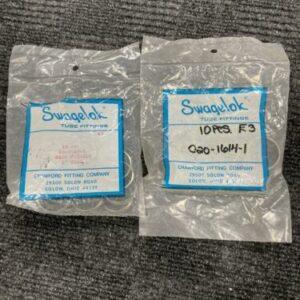 Swagelok
TUBE FITTINGS
CRAWFORD FITTING COMPANY
29500 SOLON ROAD
SOLON, OHIO 44139
Swagelok
TUBE FITTINGS
10PCS. F3
020-1614-1
CRAWFORD FITTING COMPANY
29500 SOLON ROAD
SOLON, OHIO